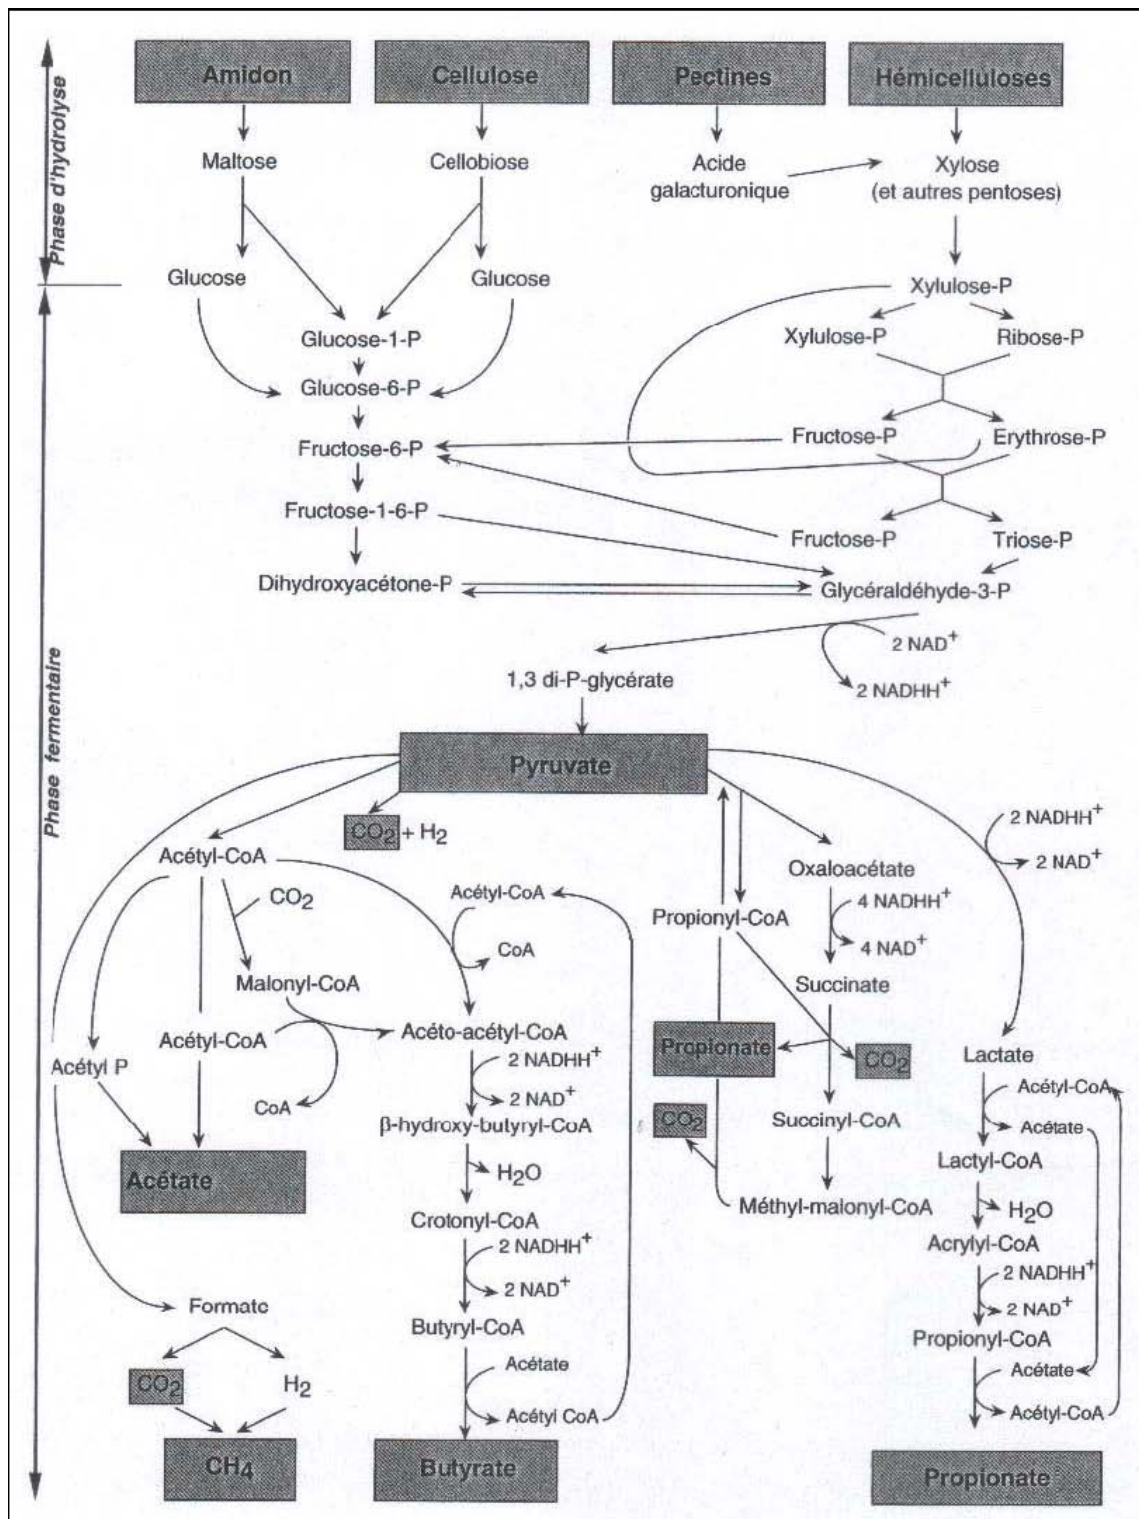 Phase d'hydrolyse
Amidon
Cellulose
Pectines
Hémicelluloses
Maltose
Cellobiose
Acide
galacturonique
Xylose
(et autres pentoses)
Glucose
Glucose
Xylulose-P
Glucose-1-P
Xylulose-P
Ribose-P
Glucose-6-P
Fructose-6-P
Fructose-P
Erythrose-P
Fructose-1-6-P
Fructose-P
Triose-P
Dihydroxyacétone-P
Glycéraldéhyde-3-P
2 NAD+
2 NADHH+
1,3 di-P-glycérate
Phase fermentaire
Pyruvate
CO2 + H2
2 NADHH+
2 NAD+
Acétyl-CoA
Oxaloacétate
CO2
Acétyl-CoA
4 NADHH+
Propionyl-CoA
CoA
4 NAD+
Malonyl-CoA
Succinate
Acétyl-CoA
Acéto-acétyl-CoA
Propionate
CO2
Lactate
Acétyl P
2 NADHH+
Acétyl-CoA
CoA
2 NAD+
β-hydroxy-butyryl-CoA
CO2
Succinyl-CoA
Acétate
Lactyl-CoA
Acétate
H2O
Crotonyl-CoA
Méthyl-malonyl-CoA
H2O
Acrylyl-CoA
2 NADHH+
2 NADHH+
2 NAD+
2 NAD+
Formate
Butyryl-CoA
Propionyl-CoA
Acétate
Acétate
CO2
H2
Acétyl CoA
Acétyl-CoA
CH4
Butyrate
Propionate